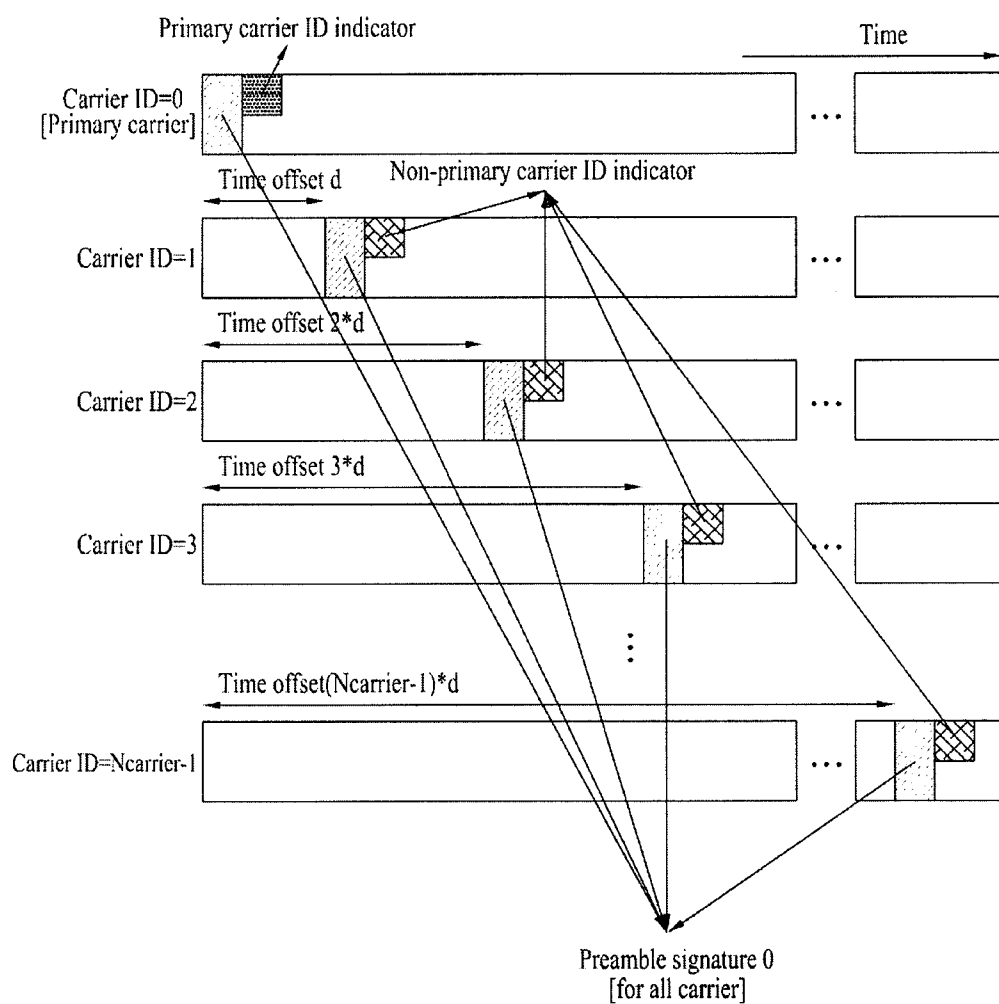 Primary carrier ID indicator
Time
Carrier ID=0
[Primary carrier]
...
Time offset d
Non-primary carrier ID indicator
Carrier ID=1
...
Time offset 2*d
Carrier ID=2
...
Time offset 3*d
Carrier ID=3
...
Time offset(Ncarrier-1)*d
Carrier ID=Ncarrier-1
...
Preamble signature 0
[for all carrier]